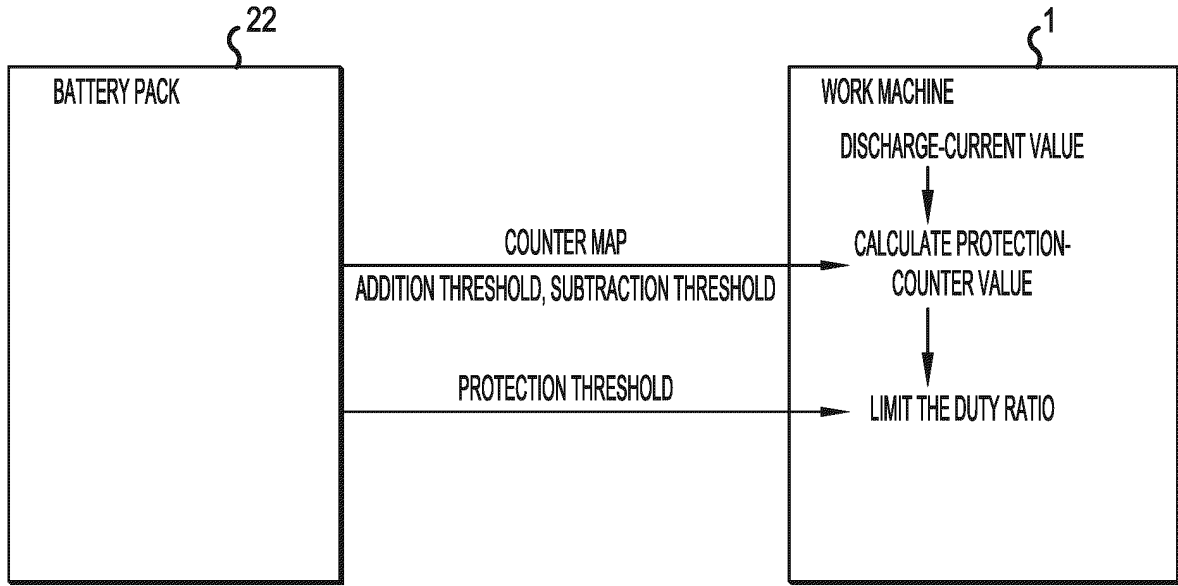 22
1
BATTERY PACK
WORK MACHINE
DISCHARGE-CURRENT VALUE
COUNTER MAP
ADDITION THRESHOLD, SUBTRACTION THRESHOLD
CALCULATE PROTECTION-
COUNTER VALUE
PROTECTION THRESHOLD
LIMIT THE DUTY RATIO